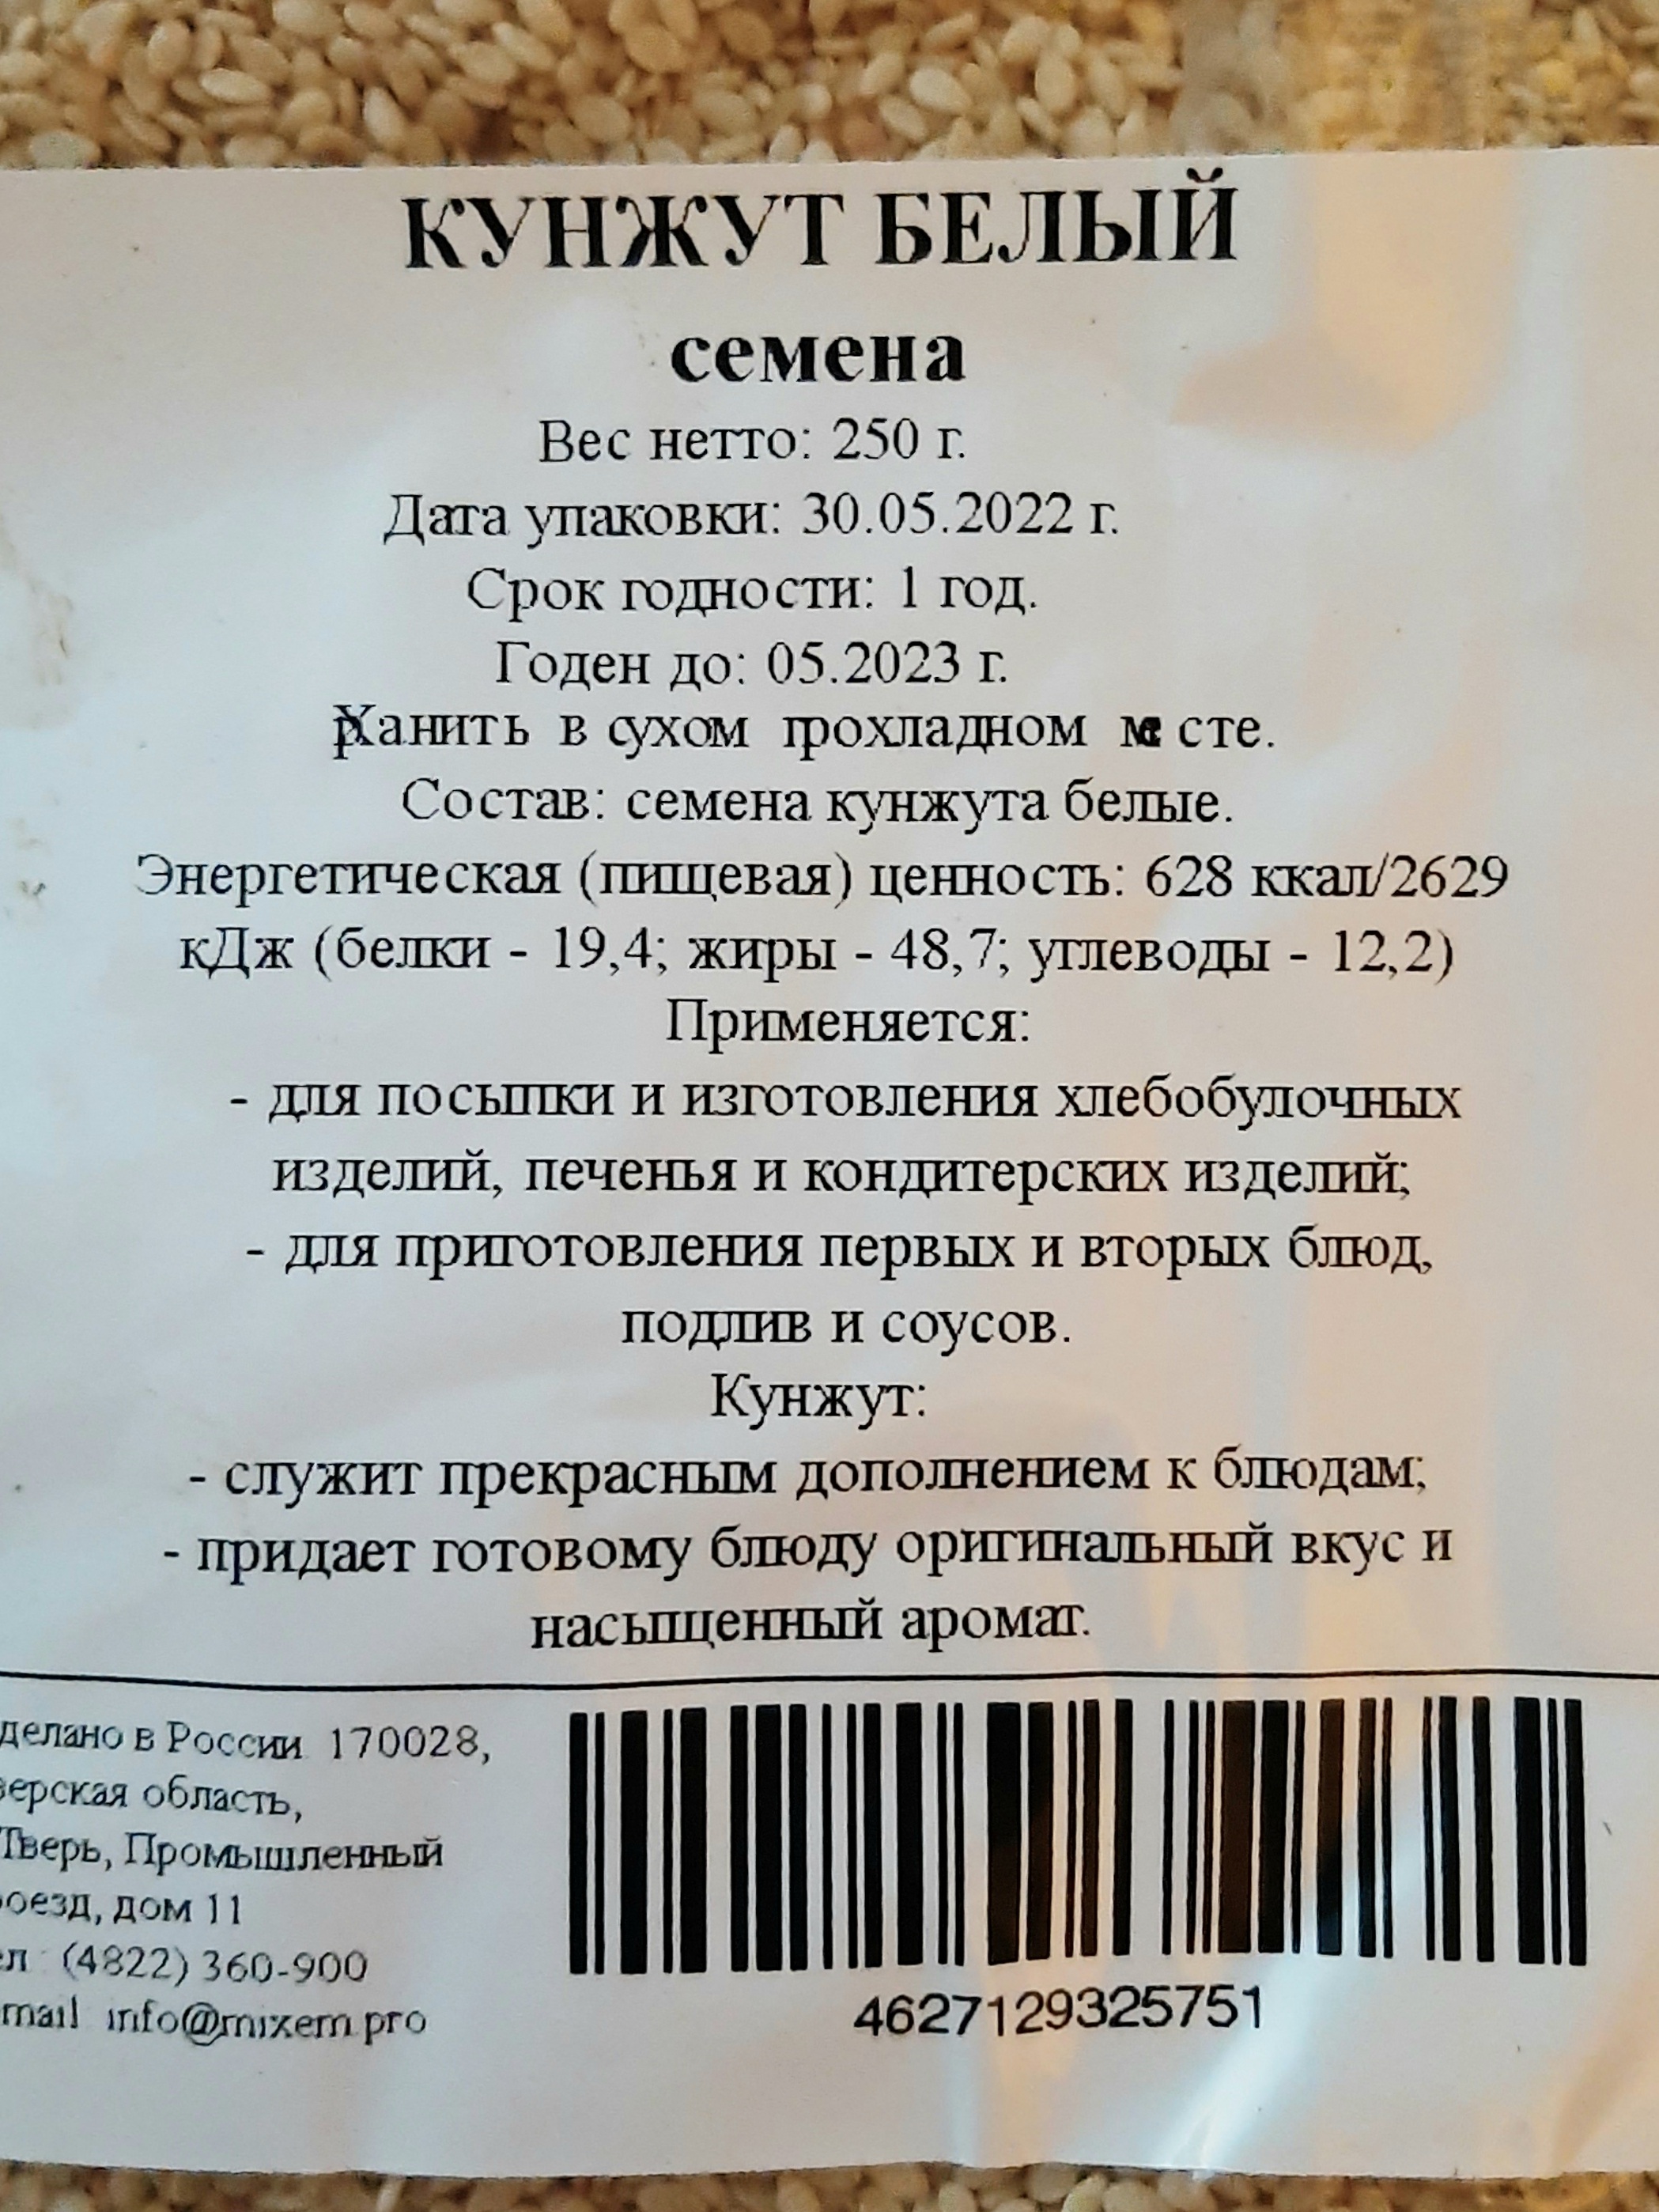 КУНЖУТ БЕЛЫЙ
семена
Вес нетто: 250 г.
Дата упаковки: 30.05.2022 г.
Срок годности: 1 год.
Годен до: 05.2023 г.
Хранить в сухом прохладном месте.
Состав: семена кунжута белые.
Энергетическая (пищевая) ценность: 628 ккал/2629
кДж (белки - 19,4; жиры - 48,7; углеводы - 12,2)
Применяется:
- для посыпки и изготовления хлебобулочных
изделий, печенья и кондитерских изделий;
- для приготовления первых и вторых блюд,
подлив и соусов.
Кунжут:
- служит прекрасным дополнением к блюдам;
- придает готовому блюду оригинальный вкус и
насыщенный аромат.
делано в России 170028,
верская область,
Тверь, Промышленный
роезд, дом 11
ел : (4822) 360-900
mail info@mixem.pro
4627129325751